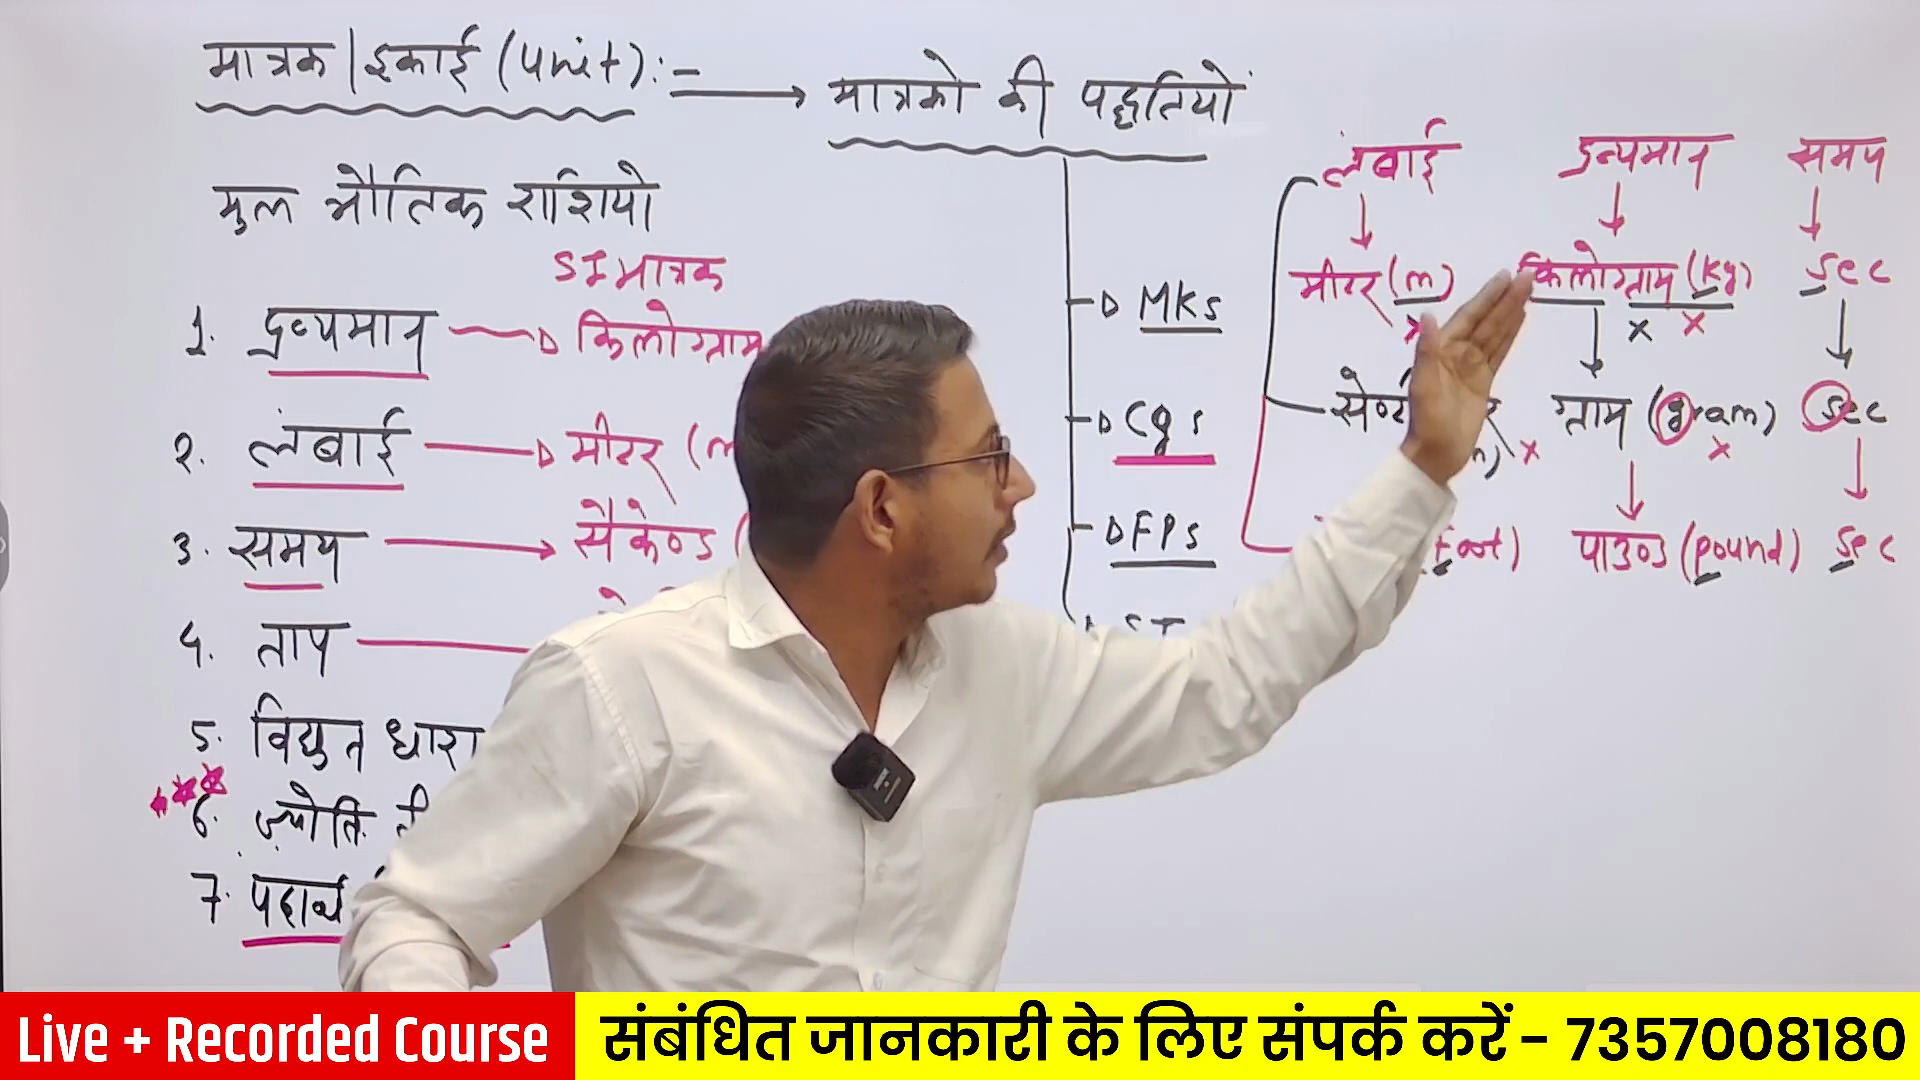 मात्रक | इकाई (unit):- → मात्रको की पद्धतियों
मुल भौतिक राशियो
SI मात्रक
1. द्रव्यमान → किलोग्राम
2. लंबाई → मीटर (m
3. समय → सैकेण्ड (
4. ताप
5. विद्युत धारा
6. ज्योति ती
7. पदार्थ
MKS
CgS
FPS
SI
लंबाई द्रव्यमान समय
मीटर (m) किलोग्राम (Kg) Sec
ग्राम (gram) Sec
foot) पाउण्ड (pound) Sec
Live + Recorded Course
संबंधित जानकारी के लिए संपर्क करें - 7357008180